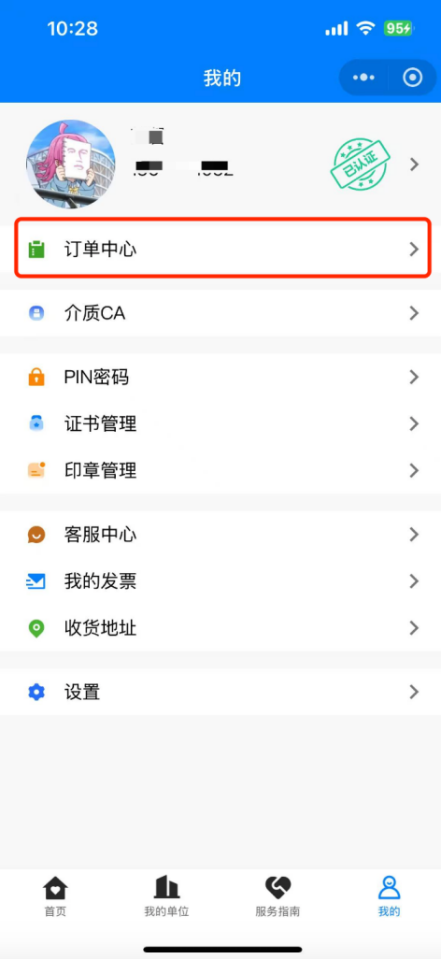 10:28
95
我的
已认证
订单中心
介质CA
PIN密码
证书管理
印章管理
客服中心
我的发票
收货地址
设置
首页
我的单位
服务指南
我的